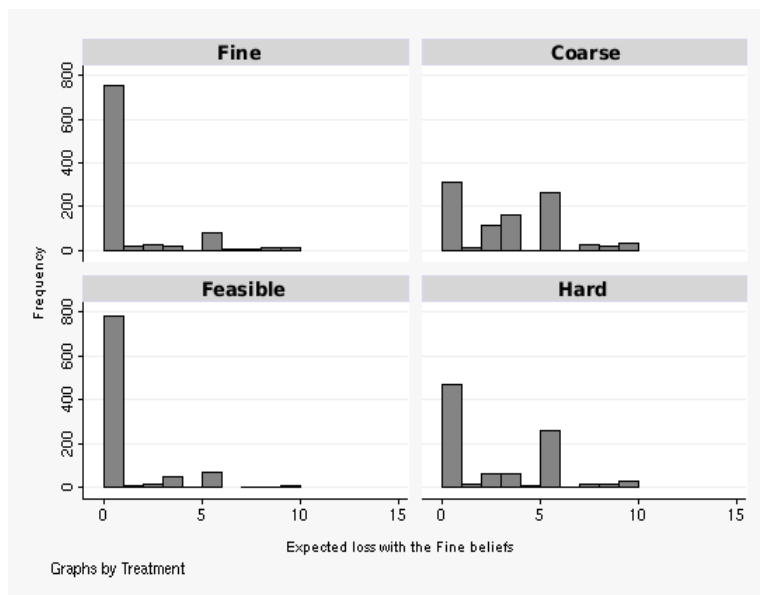 Fine
Coarse
800
600
400
200
0
Feasible
Hard
800
600
400
200
0
0
5
10
15
0
5
10
15
Frequency
Expected loss with the Fine beliefs
Graphs by Treatment